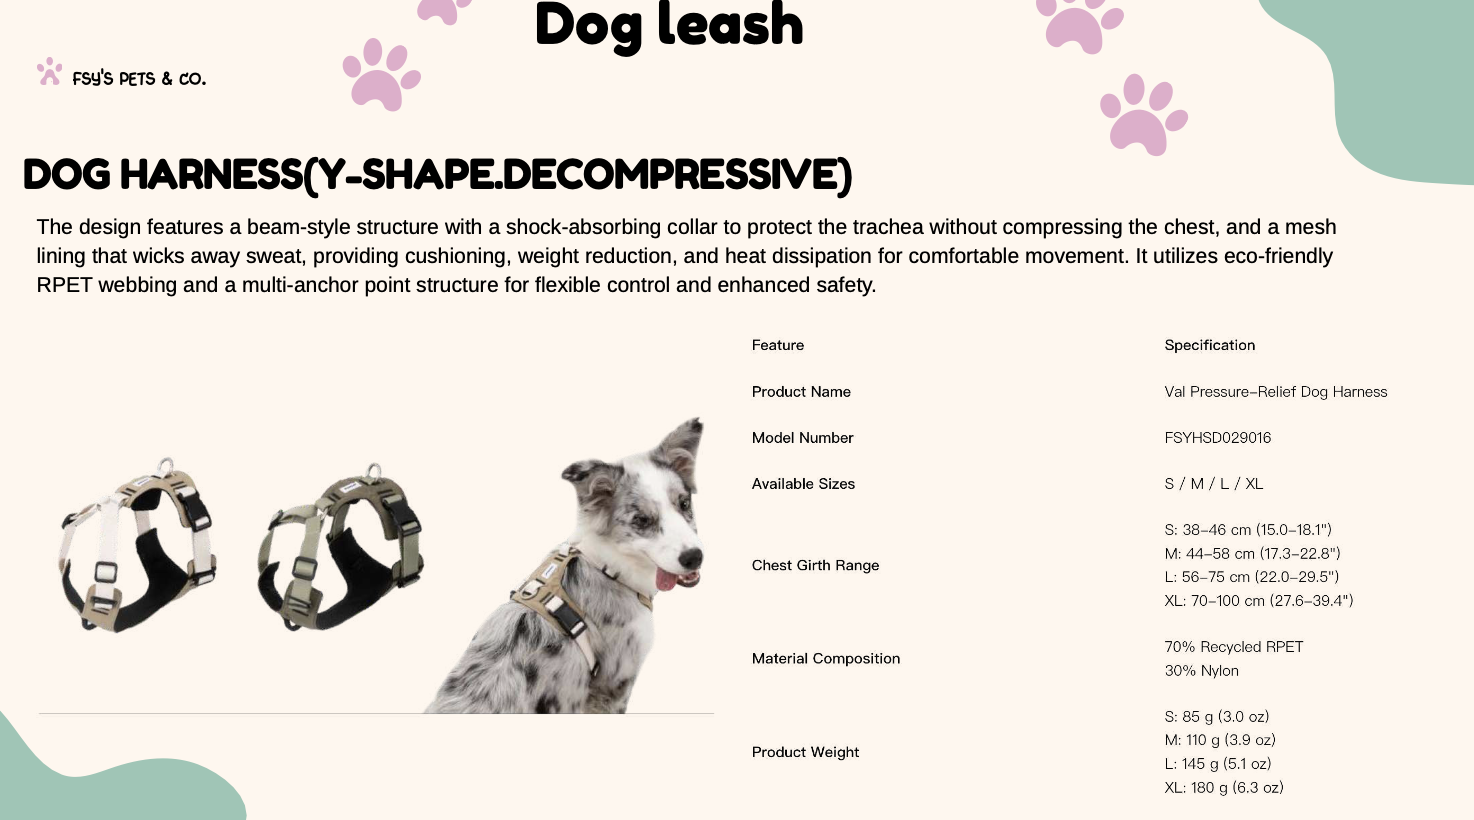 Dog leash
FSY'S PETS & CO.
DOG HARNESS(Y-SHAPE.DECOMPRESSIVE)
The design features a beam-style structure with a shock-absorbing collar to protect the trachea without compressing the chest, and a mesh
lining that wicks away sweat, providing cushioning, weight reduction, and heat dissipation for comfortable movement. It utilizes eco-friendly
RPET webbing and a multi-anchor point structure for flexible control and enhanced safety.
Feature Specification
Product Name Val Pressure–Relief Dog Harness
Model Number FSYHSD029016
Available Sizes S / M / L / XL
Chest Girth Range
S: 38–46 cm (15.0–18.1")
M: 44–58 cm (17.3–22.8")
L: 56–75 cm (22.0–29.5")
XL: 70–100 cm (27.6–39.4")
Material Composition
70% Recycled RPET
30% Nylon
Product Weight
S: 85 g (3.0 oz)
M: 110 g (3.9 oz)
L: 145 g (5.1 oz)
XL: 180 g (6.3 oz)